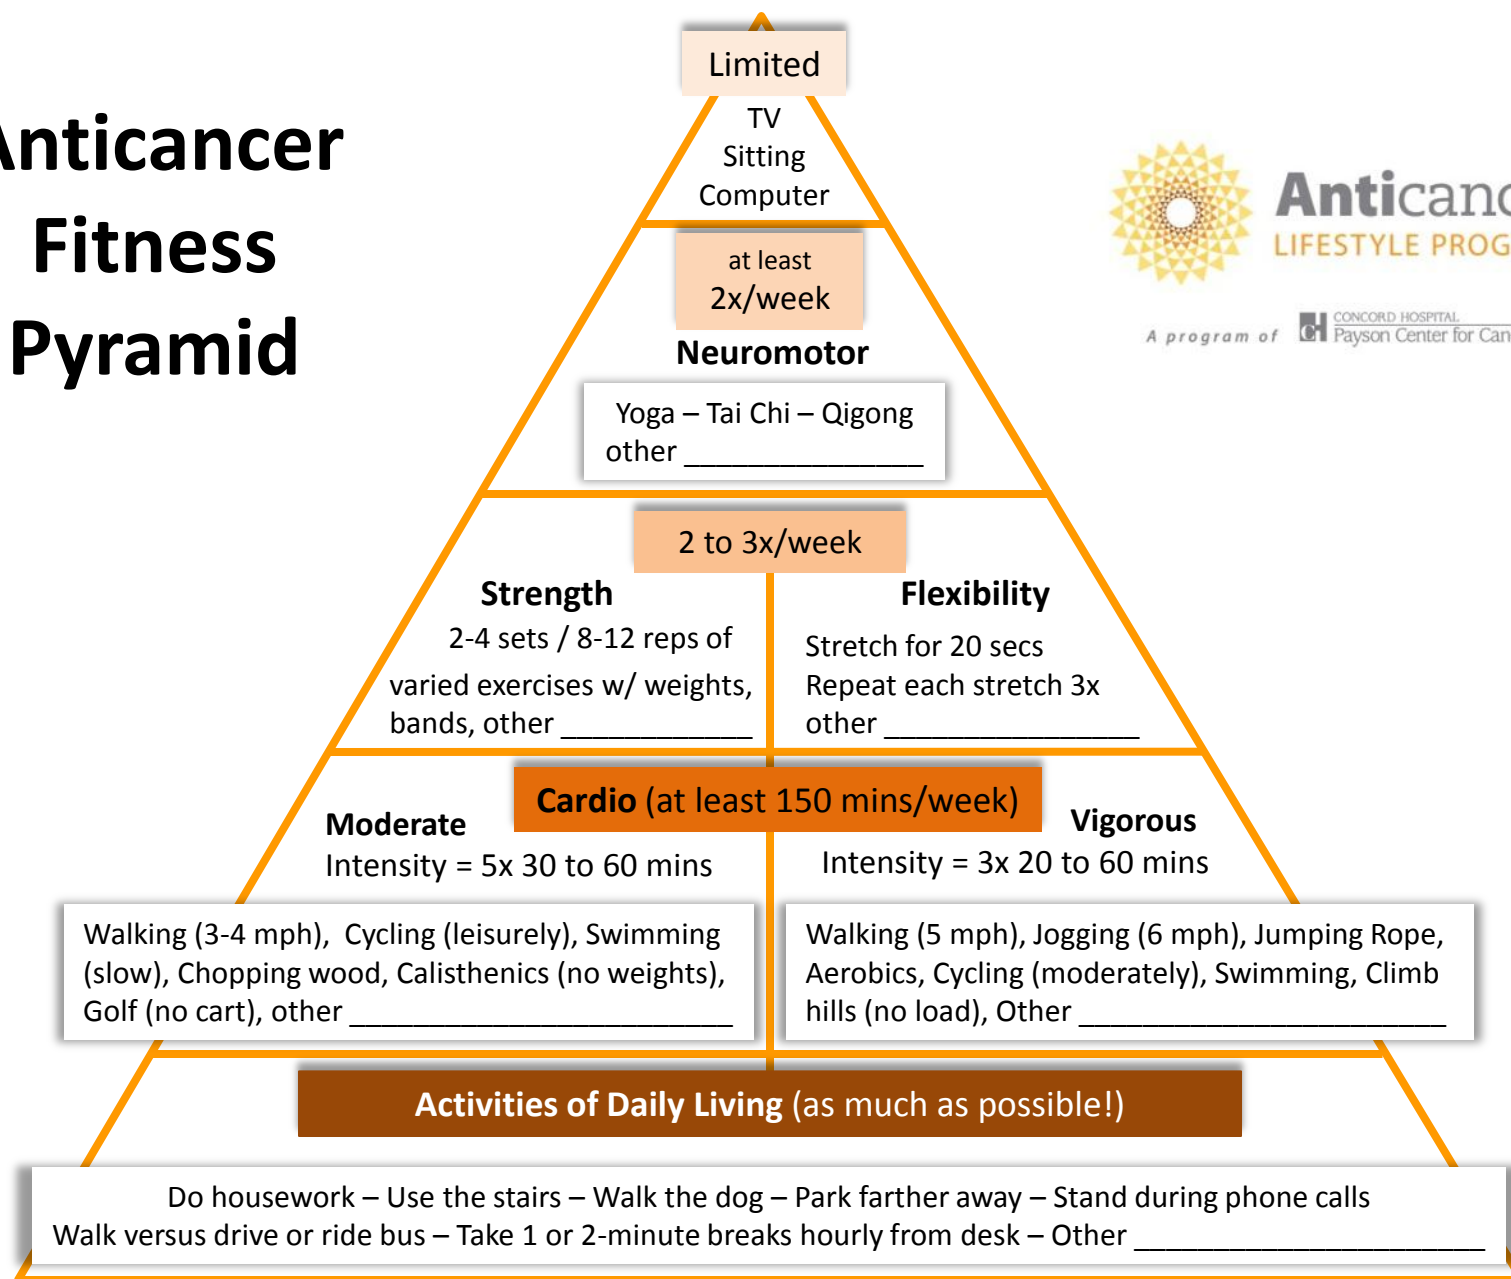 Anticancer
Fitness
Pyramid
Limited
TV
Sitting
Computer
Anticanc
LIFESTYLE PROG
A program of CH CONCORD HOSPITAL
Payson Center for Can
at least
2x/week
Neuromotor
Yoga – Tai Chi – Qigong
other _______________
2 to 3x/week
Strength
2-4 sets / 8-12 reps of
varied exercises w/ weights,
bands, other ____________
Flexibility
Stretch for 20 secs
Repeat each stretch 3x
other ________________
Cardio (at least 150 mins/week)
Moderate
Intensity = 5x 30 to 60 mins
Walking (3-4 mph), Cycling (leisurely), Swimming
(slow), Chopping wood, Calisthenics (no weights),
Golf (no cart), other ________________________
Vigorous
Intensity = 3x 20 to 60 mins
Walking (5 mph), Jogging (6 mph), Jumping Rope,
Aerobics, Cycling (moderately), Swimming, Climb
hills (no load), Other _______________________
Activities of Daily Living (as much as possible!)
Do housework – Use the stairs – Walk the dog – Park farther away – Stand during phone calls
Walk versus drive or ride bus – Take 1 or 2-minute breaks hourly from desk – Other ______________________